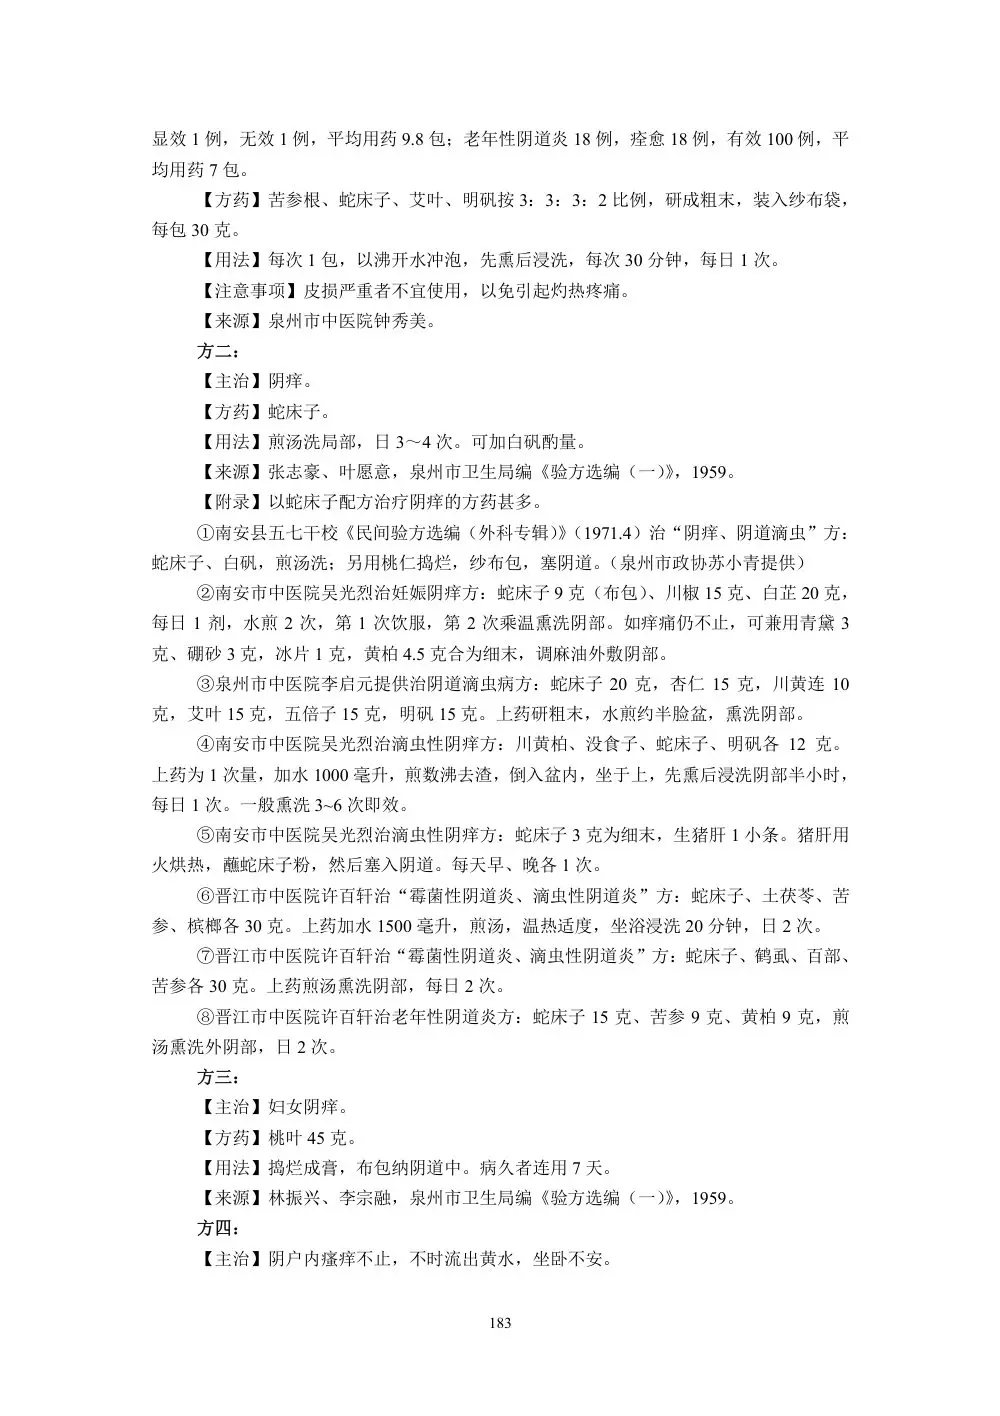 显效 1 例，无效 1 例，平均用药 9.8 包；老年性阴道炎 18 例，痊愈 18 例，有效 100 例，平
均用药 7 包。
【方药】苦参根、蛇床子、艾叶、明矾按 3：3：3：2 比例，研成粗末，装入纱布袋，
每包 30 克。
【用法】每次 1 包，以沸开水冲泡，先熏后浸洗，每次 30 分钟，每日 1 次。
【注意事项】皮损严重者不宜使用，以免引起灼热疼痛。
【来源】泉州市中医院钟秀美。
方二：
【主治】阴痒。
【方药】蛇床子。
【用法】煎汤洗局部，日 3～4 次。可加白矾酌量。
【来源】张志豪、叶愿意，泉州市卫生局编《验方选编（一）》，1959。
【附录】以蛇床子配方治疗阴痒的方药甚多。
①南安县五七干校《民间验方选编（外科专辑）》（1971.4）治“阴痒、阴道滴虫”方：
蛇床子、白矾，煎汤洗；另用桃仁捣烂，纱布包，塞阴道。（泉州市政协苏小青提供）
②南安市中医院吴光烈治妊娠阴痒方：蛇床子 9 克（布包）、川椒 15 克、白芷 20 克，
每日 1 剂，水煎 2 次，第 1 次饮服，第 2 次乘温熏洗阴部。如痒痛仍不止，可兼用青黛 3
克、硼砂 3 克，冰片 1 克，黄柏 4.5 克合为细末，调麻油外敷阴部。
③泉州市中医院李启元提供治阴道滴虫病方：蛇床子 20 克，杏仁 15 克，川黄连 10
克，艾叶 15 克，五倍子 15 克，明矾 15 克。上药研粗末，水煎约半脸盆，熏洗阴部。
④南安市中医院吴光烈治滴虫性阴痒方：川黄柏、没食子、蛇床子、明矾各 12 克。
上药为 1 次量，加水 1000 毫升，煎数沸去渣，倒入盆内，坐于上，先熏后浸洗阴部半小时，
每日 1 次。一般熏洗 3~6 次即效。
⑤南安市中医院吴光烈治滴虫性阴痒方：蛇床子 3 克为细末，生猪肝 1 小条。猪肝用
火烘热，蘸蛇床子粉，然后塞入阴道。每天早、晚各 1 次。
⑥晋江市中医院许百轩治“霉菌性阴道炎、滴虫性阴道炎”方：蛇床子、土茯苓、苦
参、槟榔各 30 克。上药加水 1500 毫升，煎汤，温热适度，坐浴浸洗 20 分钟，日 2 次。
⑦晋江市中医院许百轩治“霉菌性阴道炎、滴虫性阴道炎”方：蛇床子、鹤虱、百部、
苦参各 30 克。上药煎汤熏洗阴部，每日 2 次。
⑧晋江市中医院许百轩治老年性阴道炎方：蛇床子 15 克、苦参 9 克、黄柏 9 克，煎
汤熏洗外阴部，日 2 次。
方三：
【主治】妇女阴痒。
【方药】桃叶 45 克。
【用法】捣烂成膏，布包纳阴道中。病久者连用 7 天。
【来源】林振兴、李宗融，泉州市卫生局编《验方选编（一）》，1959。
方四：
【主治】阴户内瘙痒不止，不时流出黄水，坐卧不安。
183